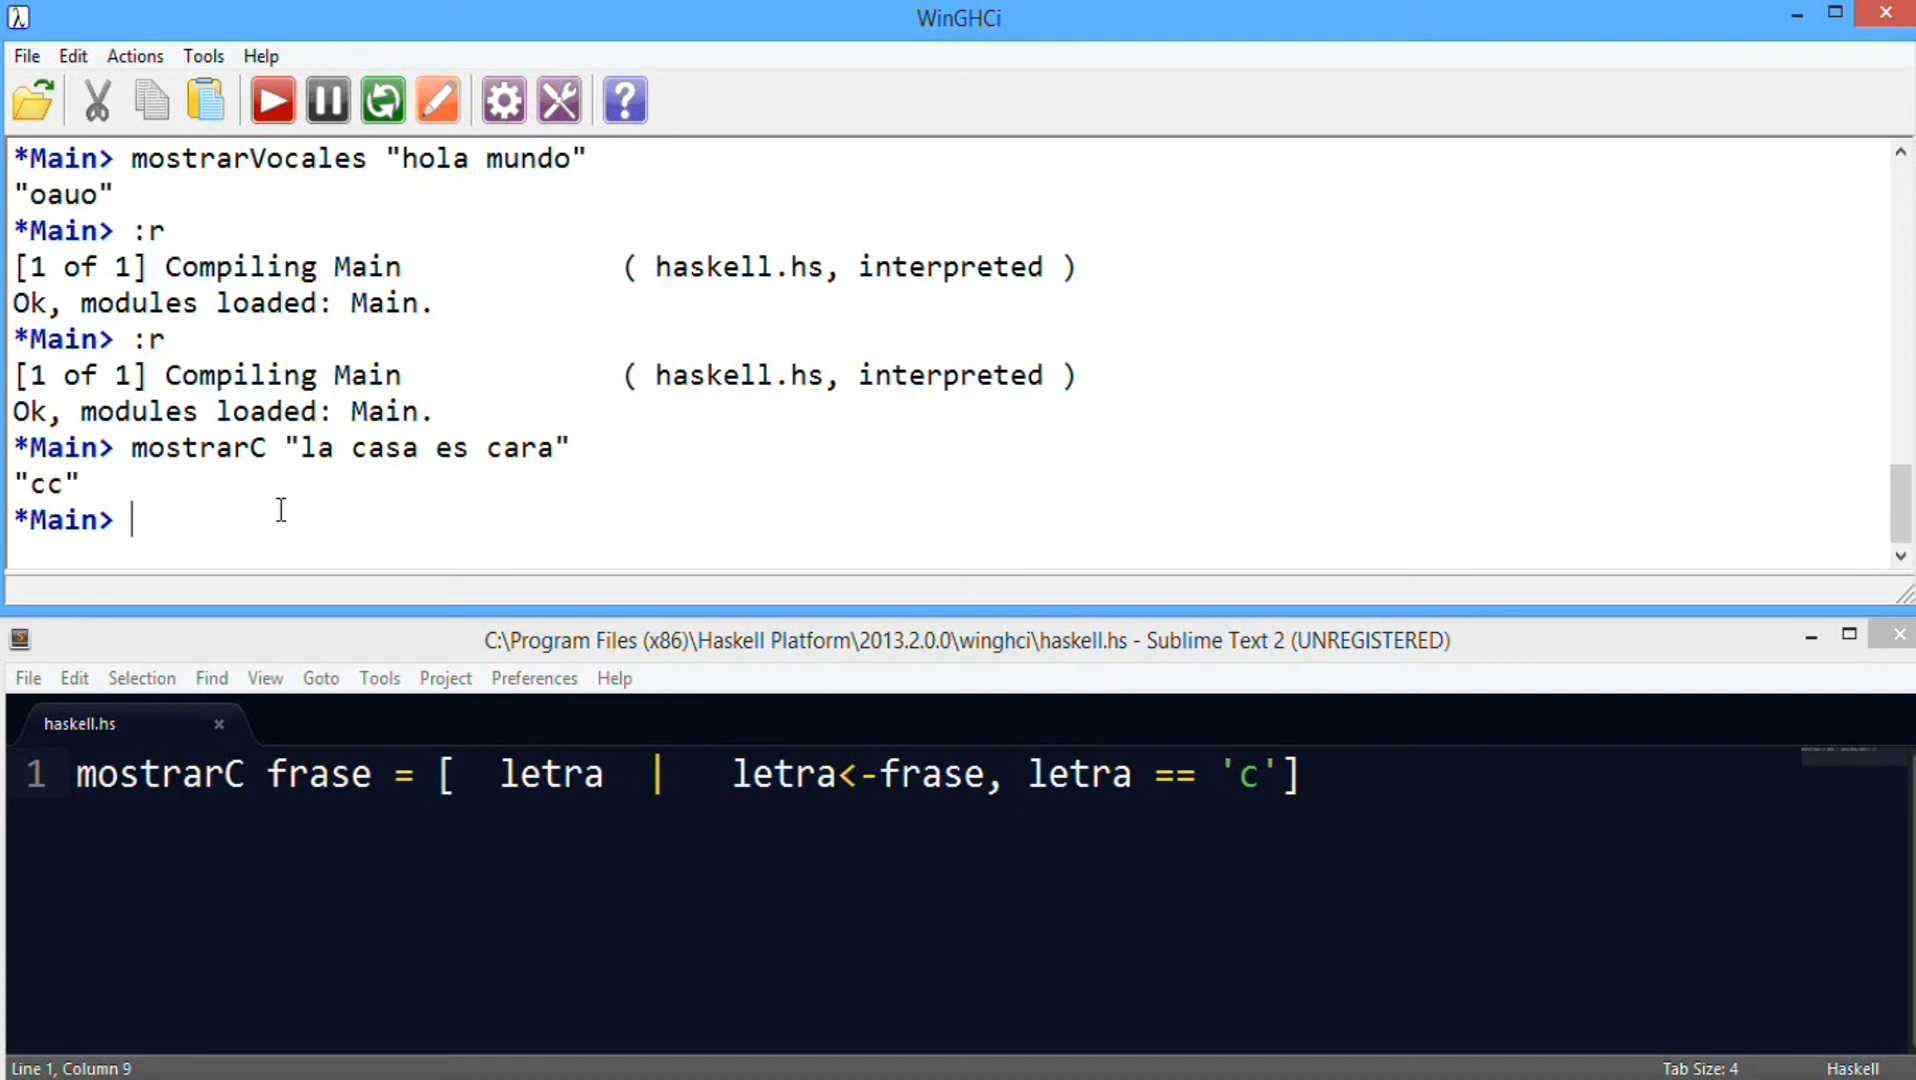 WinGHCi
File Edit Actions Tools Help
*Main> mostrarVocales "hola mundo"
"oauo"
*Main> :r
[1 of 1] Compiling Main             ( haskell.hs, interpreted )
Ok, modules loaded: Main.
*Main> :r
[1 of 1] Compiling Main             ( haskell.hs, interpreted )
Ok, modules loaded: Main.
*Main> mostrarC "la casa es cara"
"cc"
*Main>
C:\Program Files (x86)\Haskell Platform\2013.2.0.0\winghci\haskell.hs - Sublime Text 2 (UNREGISTERED)
File Edit Selection Find View Goto Tools Project Preferences Help
haskell.hs
1 mostrarC frase = [  letra  |   letra<-frase, letra == 'c']
Line 1, Column 9 Tab Size: 4 Haskell